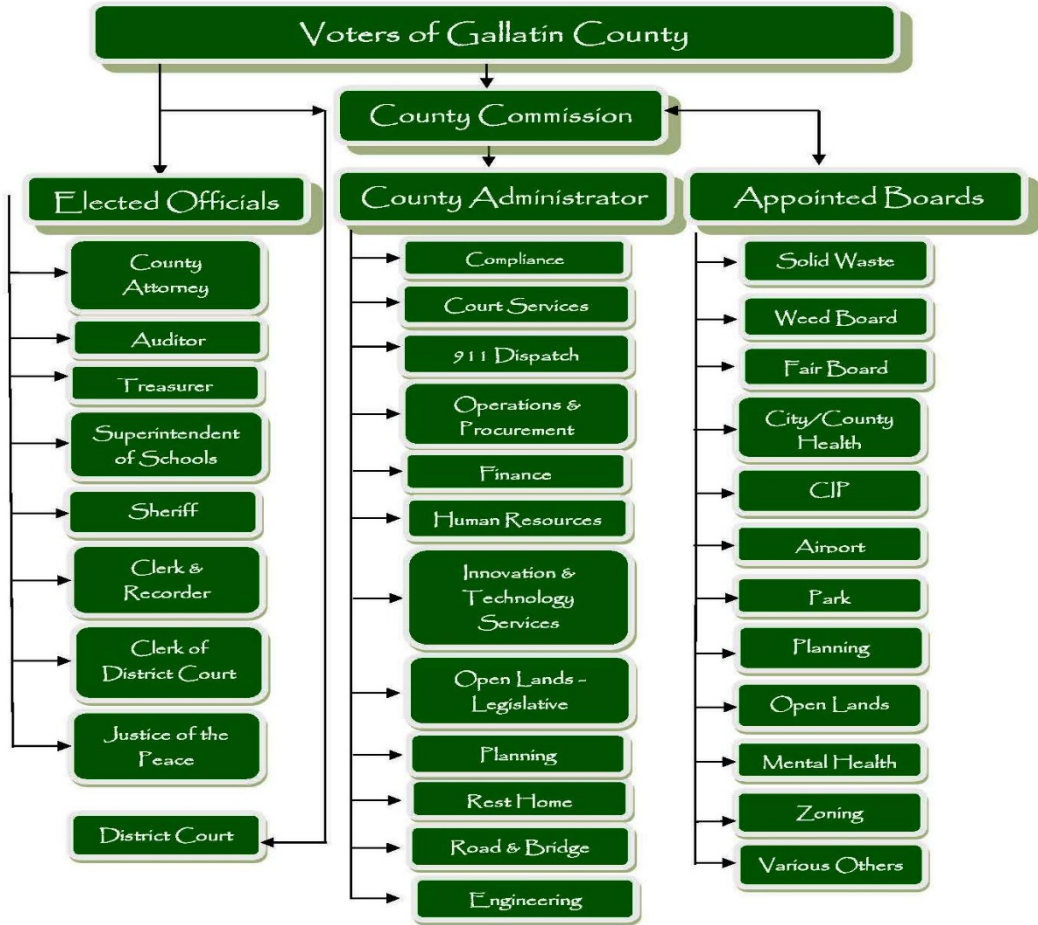 Voters of Gallatin County
County Commission
Elected Officials
County
Attorney
Auditor
Treasurer
Superintendent
of Schools
Sheriff
Clerk &
Recorder
Clerk of
District Court
Justice of the
Peace
District Court
County Administrator
Compliance
Court Services
911 Dispatch
Operations &
Procurement
Finance
Human Resources
Innovation &
Technology
Services
Open Lands -
Legislative
Planning
Rest Home
Road & Bridge
Engineering
Appointed Boards
Solid Waste
Weed Board
Fair Board
City/County
Health
CIP
Airport
Park
Planning
Open Lands
Mental Health
Zoning
Various Others